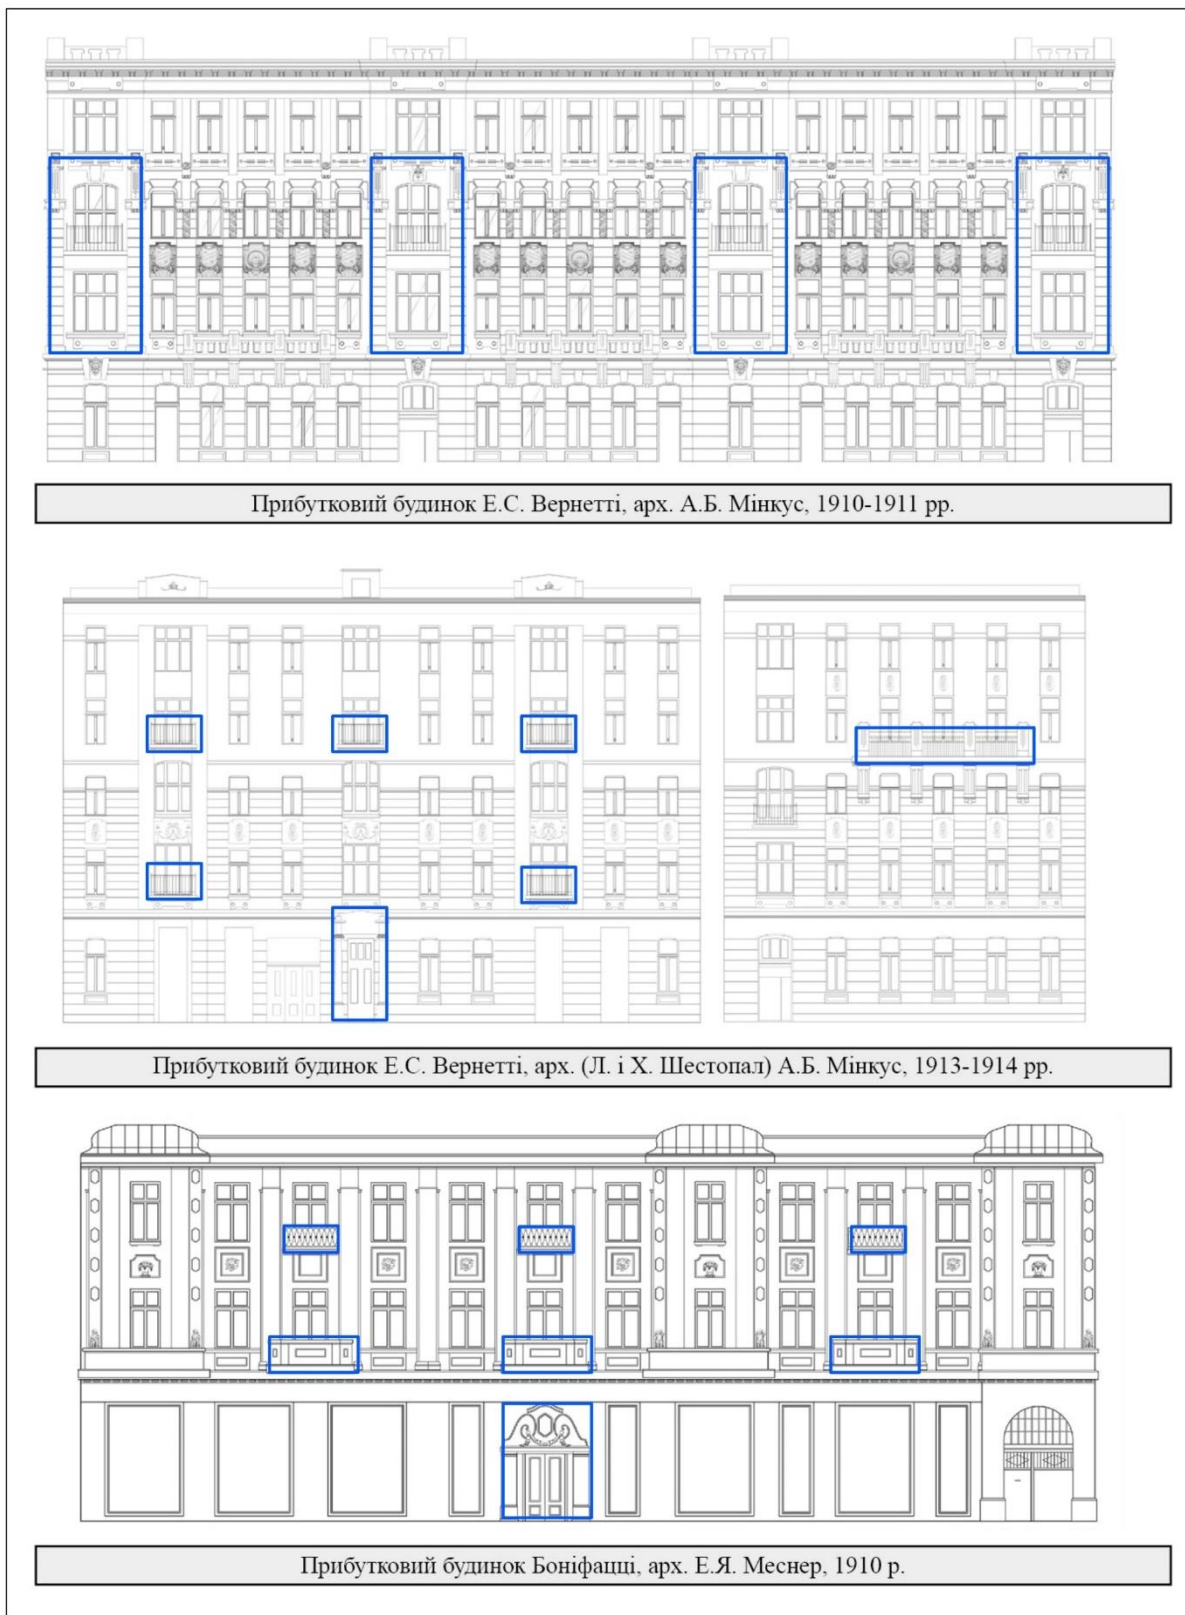 Прибутковий будинок Е.С. Вернетті, арх. А.Б. Мінкус, 1910-1911 рр.
Прибутковий будинок Е.С. Вернетті, арх. (Л. і Х. Шестопал) А.Б. Мінкус, 1913-1914 рр.
Прибутковий будинок Боніфацці, арх. Е.Я. Меснер, 1910 р.